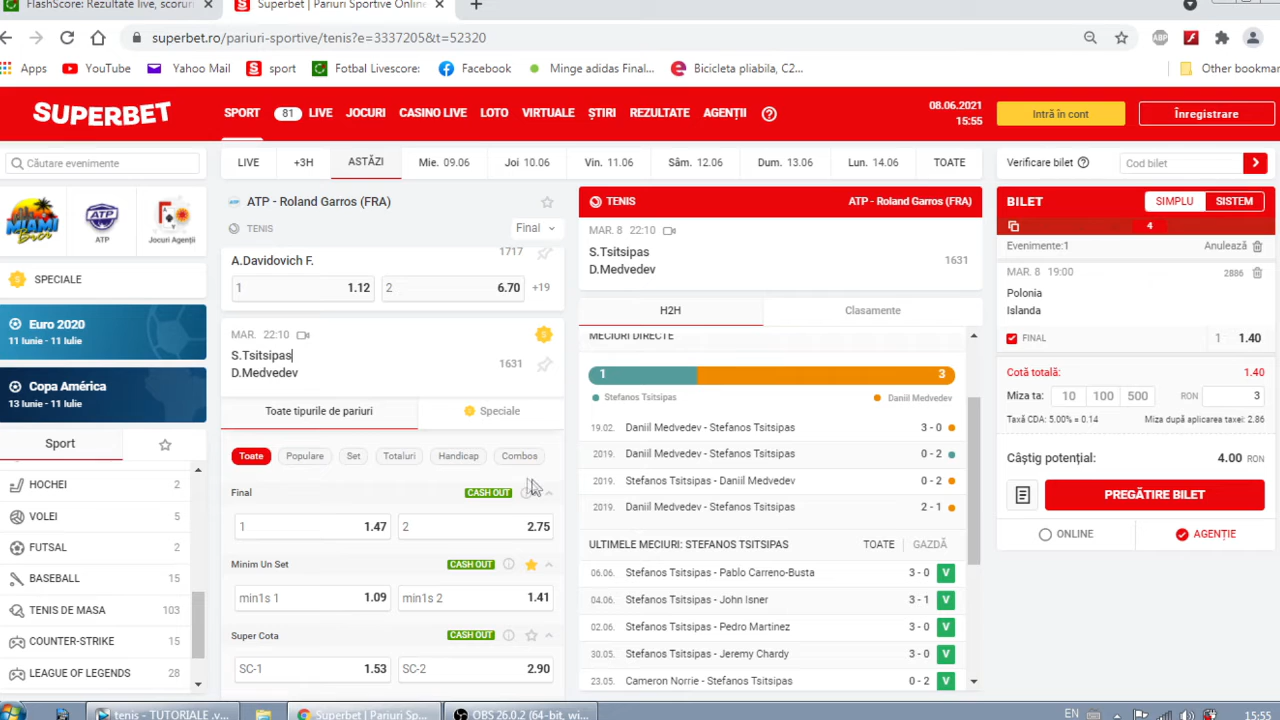 FlashScore: Rezultate live, scoruri
Superbet | Pariuri Sportive Online
superbet.ro/pariuri-sportive/tenis?e=3337205&t=52320
Apps
YouTube
Yahoo Mail
sport
Fotbal Livescore:
Facebook
Minge adidas Final...
Bicicleta pliabila, C2...
Other bookmar
SUPERBET
SPORT
81
LIVE
JOCURI
CASINO LIVE
LOTO
VIRTUALE
ȘTIRI
REZULTATE
AGENȚII
08.06.2021
15:55
Intră în cont
Înregistrare
Căutare evenimente
LIVE
+3H
ASTĂZI
Mie. 09.06
Joi 10.06
Vin. 11.06
Sâm. 12.06
Dum. 13.06
Lun. 14.06
TOATE
Verificare bilet
Cod bilet
ALO MIAMI
Buci
ATP
Jocuri Agenții
SPECIALE
Euro 2020
11 Iunie - 11 Iulie
Copa América
13 Iunie - 11 Iulie
Sport
HOCHEI
2
VOLEI
5
FUTSAL
2
BASEBALL
15
TENIS DE MASA
103
COUNTER-STRIKE
15
LEAGUE OF LEGENDS
28
ATP - Roland Garros (FRA)
TENIS
Final
A.Davidovich F.
1717
1
1.12
2
6.70
+19
MAR. 22:10
S.Tsitsipas
D.Medvedev
1631
Toate tipurile de pariuri
Speciale
Toate
Populare
Set
Totaluri
Handicap
Combos
Final
CASH OUT
1
1.47
2
2.75
Minim Un Set
CASH OUT
min1s 1
1.09
min1s 2
1.41
Super Cota
CASH OUT
SC-1
1.53
SC-2
2.90
TENIS
ATP - Roland Garros (FRA)
MAR. 8 22:10
S.Tsitsipas
D.Medvedev
1631
H2H
Clasamente
MECIURI DIRECTE
1
3
Stefanos Tsitsipas
Daniil Medvedev
19.02. Daniil Medvedev - Stefanos Tsitsipas 3 - 0
2019. Daniil Medvedev - Stefanos Tsitsipas 0 - 2
2019. Stefanos Tsitsipas - Daniil Medvedev 0 - 2
2019. Daniil Medvedev - Stefanos Tsitsipas 2 - 1
ULTIMELE MECIURI: STEFANOS TSITSIPAS
TOATE
GAZDĂ
06.06. Stefanos Tsitsipas - Pablo Carreno-Busta 3 - 0 V
04.06. Stefanos Tsitsipas - John Isner 3 - 1 V
02.06. Stefanos Tsitsipas - Pedro Martinez 3 - 0 V
30.05. Stefanos Tsitsipas - Jeremy Chardy 3 - 0 V
23.05. Cameron Norrie - Stefanos Tsitsipas 0 - 2 V
BILET
SIMPLU
SISTEM
4
Evenimente:1
Anulează
MAR. 8 19:00
2886
Polonia
Islanda
FINAL
1
1.40
Cotă totală:
1.40
Miza ta:
10
100
500
RON
3
Taxă CDA: 5.00% = 0.14
Miza după aplicarea taxei: 2.86
Câștig potențial:
4.00 RON
PREGĂTIRE BILET
ONLINE
AGENȚIE
tenis - TUTORIALE .v...
Superbet | Pariuri Sp...
OBS 26.0.2 (64-bit, wi...
EN
15:55